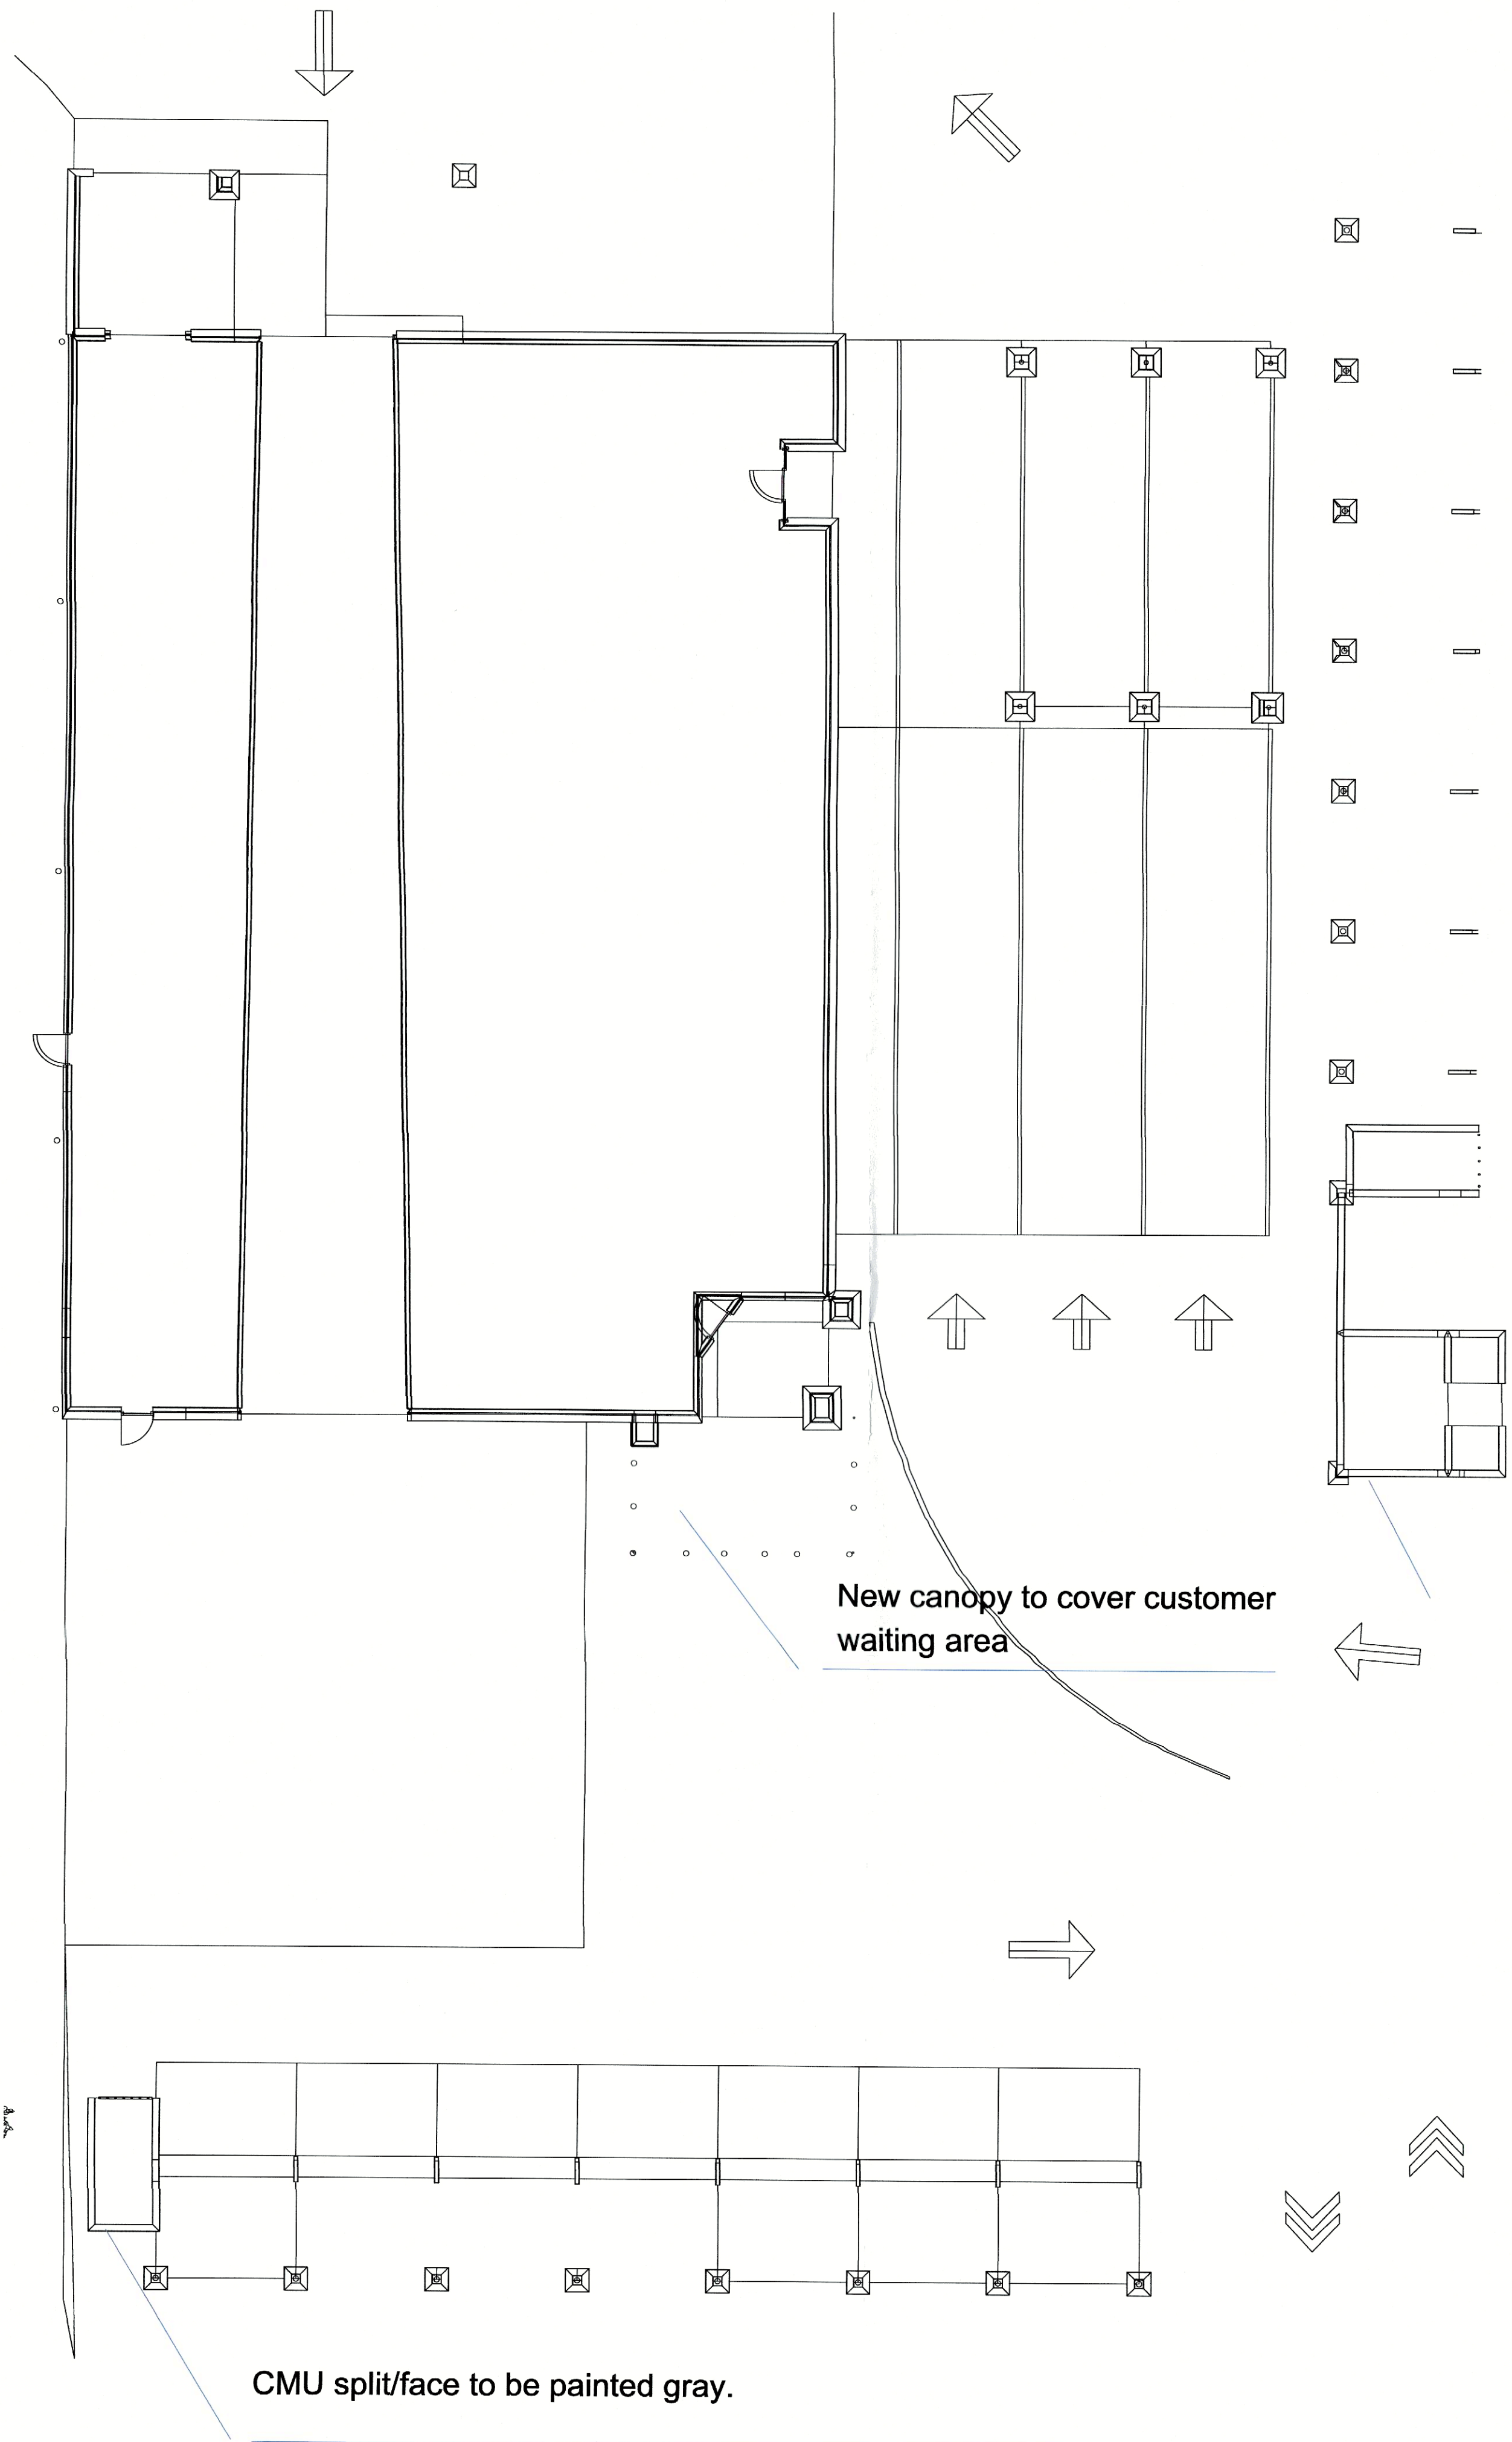 New canopy to cover customer
waiting area
CMU split/face to be painted gray.